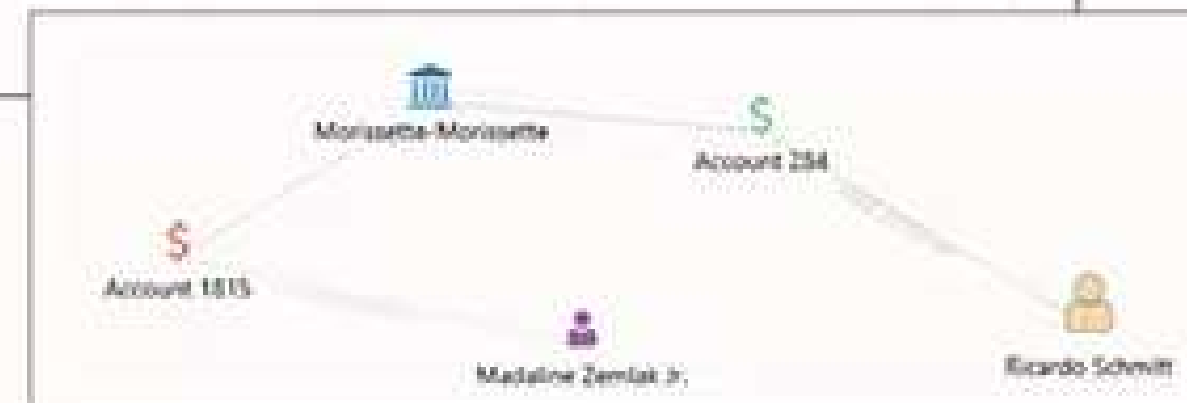 Morissette-Morissette
Account 284
Account 1815
Madaline Zemlak Jr.
Ricardo Schmitt